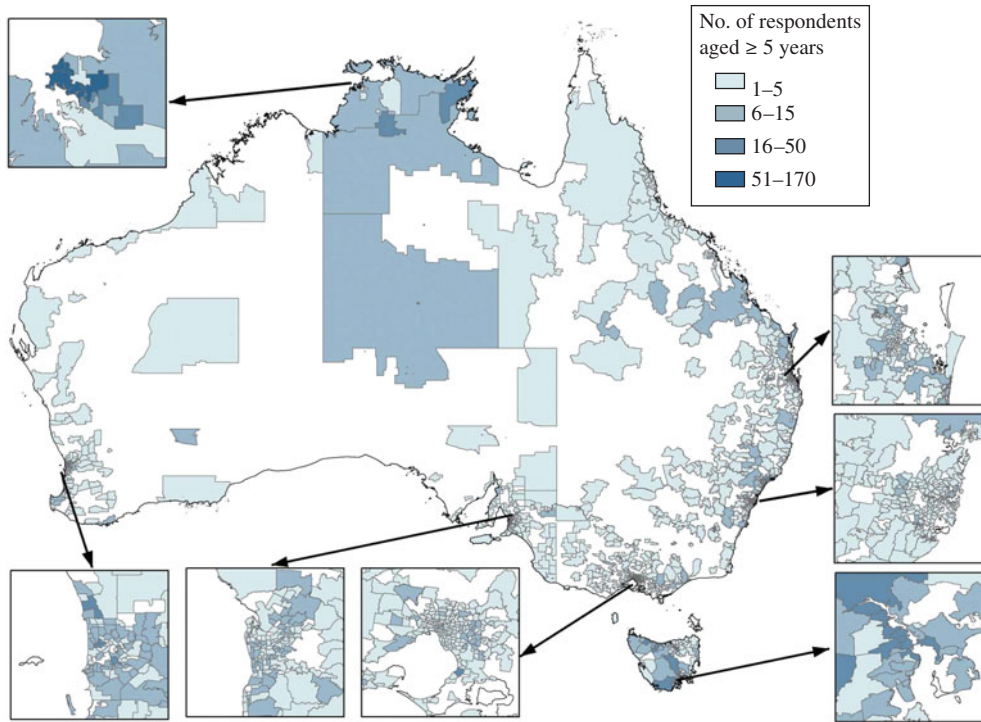 No. of respondents
aged ≥ 5 years
1–5
6–15
16–50
51–170